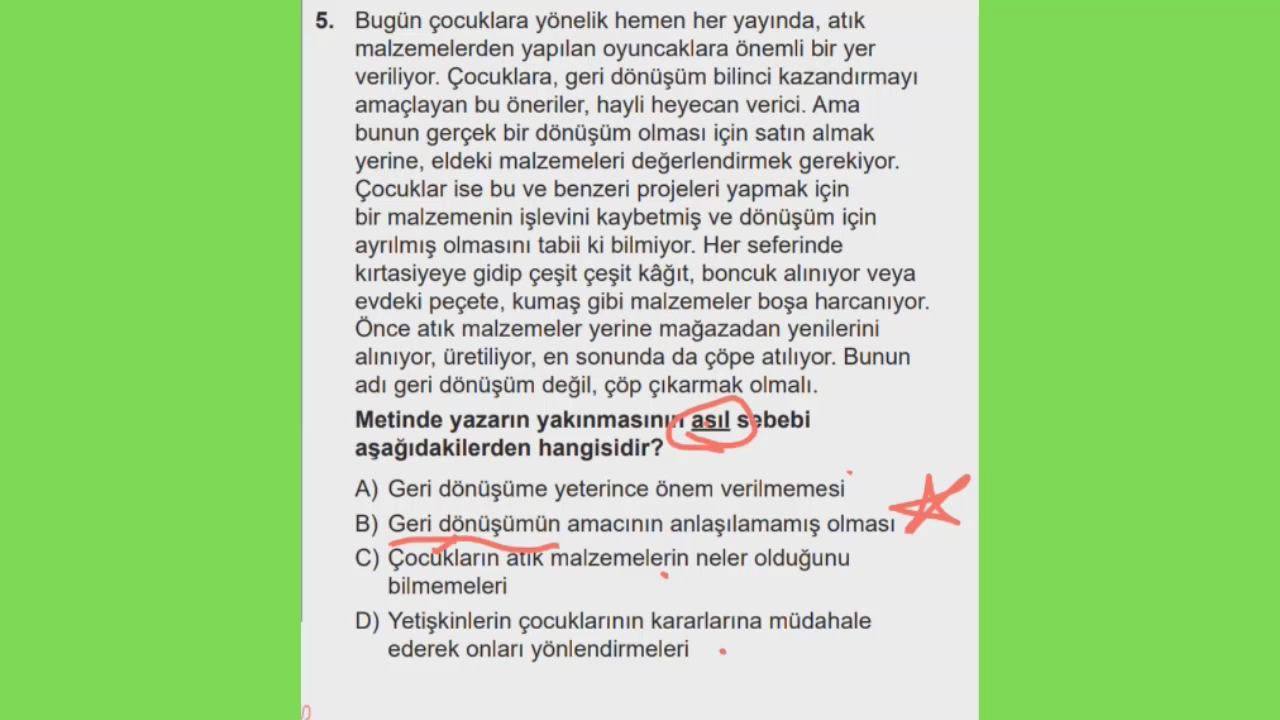 5. Bugün çocuklara yönelik hemen her yayında, atık
malzemelerden yapılan oyuncaklara önemli bir yer
veriliyor. Çocuklara, geri dönüşüm bilinci kazandırmayı
amaçlayan bu öneriler, hayli heyecan verici. Ama
bunun gerçek bir dönüşüm olması için satın almak
yerine, eldeki malzemeleri değerlendirmek gerekiyor.
Çocuklar ise bu ve benzeri projeleri yapmak için
bir malzemenin işlevini kaybetmiş ve dönüşüm için
ayrılmış olmasını tabii ki bilmiyor. Her seferinde
kırtasiyeye gidip çeşit çeşit kâğıt, boncuk alınıyor veya
evdeki peçete, kumaş gibi malzemeler boşa harcanıyor.
Önce atık malzemeler yerine mağazadan yenilerini
alınıyor, üretiliyor, en sonunda da çöpe atılıyor. Bunun
adı geri dönüşüm değil, çöp çıkarmak olmalı.
Metinde yazarın yakınmasının asıl sebebi
aşağıdakilerden hangisidir?
A) Geri dönüşüme yeterince önem verilmemesi
B) Geri dönüşümün amacının anlaşılamamış olması
C) Çocukların atık malzemelerin neler olduğunu
bilmemeleri
D) Yetişkinlerin çocuklarının kararlarına müdahale
ederek onları yönlendirmeleri